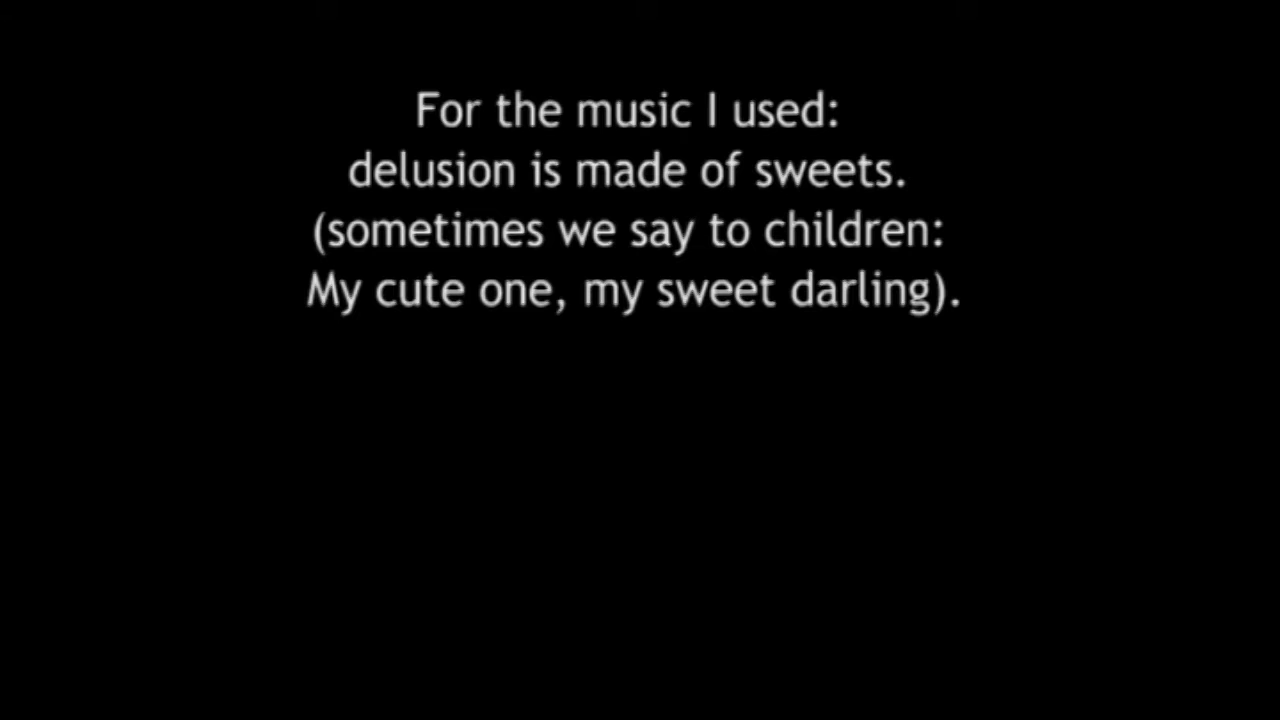 For the music I used:
delusion is made of sweets.
(sometimes we say to children:
My cute one, my sweet darling).